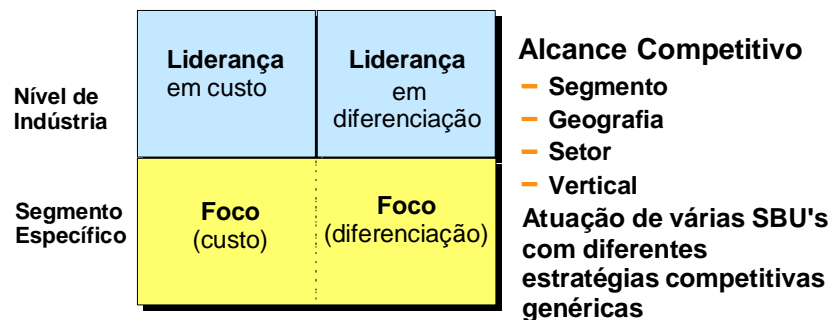 Nível de
Indústria
Liderança
em custo
Liderança
em
diferenciação
Segmento
Específico
Foco
(custo)
Foco
(diferenciação)
Alcance Competitivo
– Segmento
– Geografia
– Setor
– Vertical
Atuação de várias SBU's
com diferentes
estratégias competitivas
genéricas